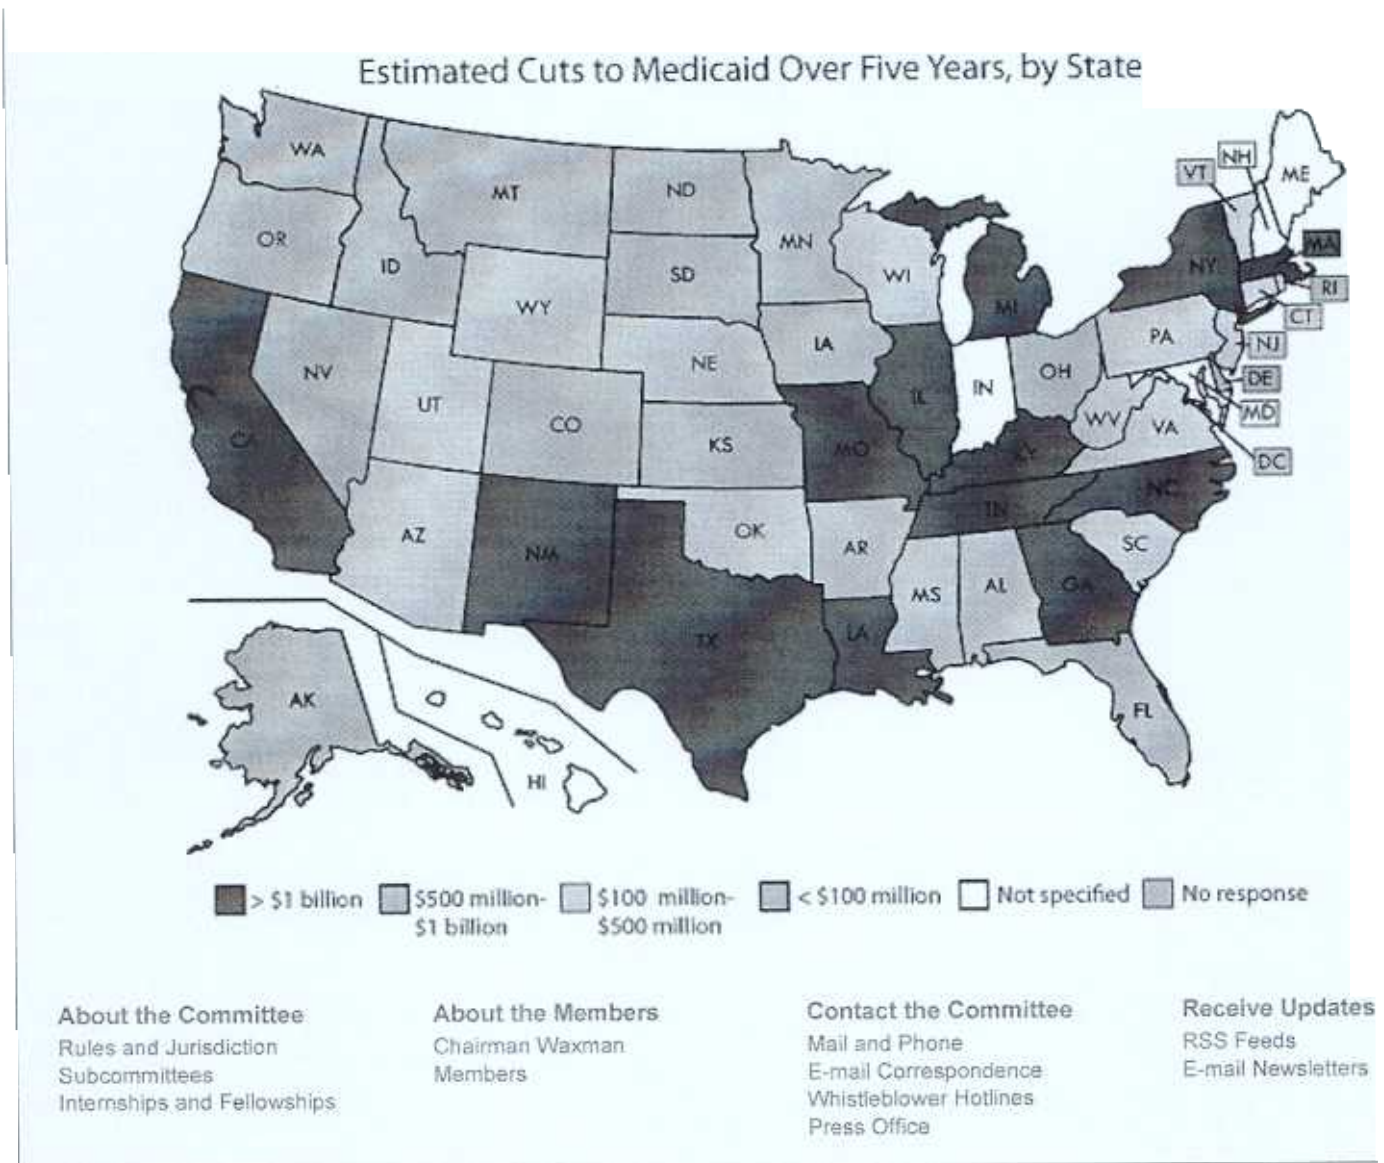 Estimated Cuts to Medicaid Over Five Years, by State
WA
MT
ND
MN
OR
ID
SD
WI
WY
MI
NY
VT
NH
ME
MA
RI
CT
NJ
DE
MD
DC
NV
UT
CO
NE
IA
IL
IN
OH
PA
WV
VA
CA
KS
MO
KY
NC
TN
AZ
NM
OK
AR
SC
MS
AL
GA
TX
LA
FL
AK
HI
> $1 billion
$500 million-
$1 billion
$100 million-
$500 million
< $100 million
Not specified
No response
About the Committee
Rules and Jurisdiction
Subcommittees
Internships and Fellowships
About the Members
Chairman Waxman
Members
Contact the Committee
Mail and Phone
E-mail Correspondence
Whistleblower Hotlines
Press Office
Receive Updates
RSS Feeds
E-mail Newsletters